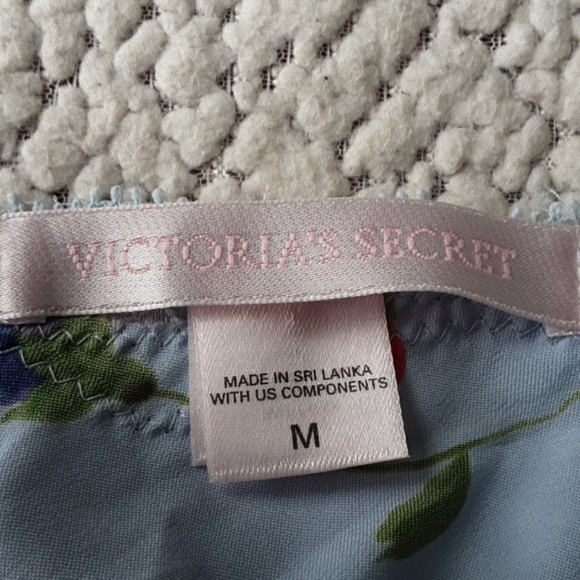 VICTORIA'S SECRET
MADE IN SRI LANKA
WITH US COMPONENTS
M